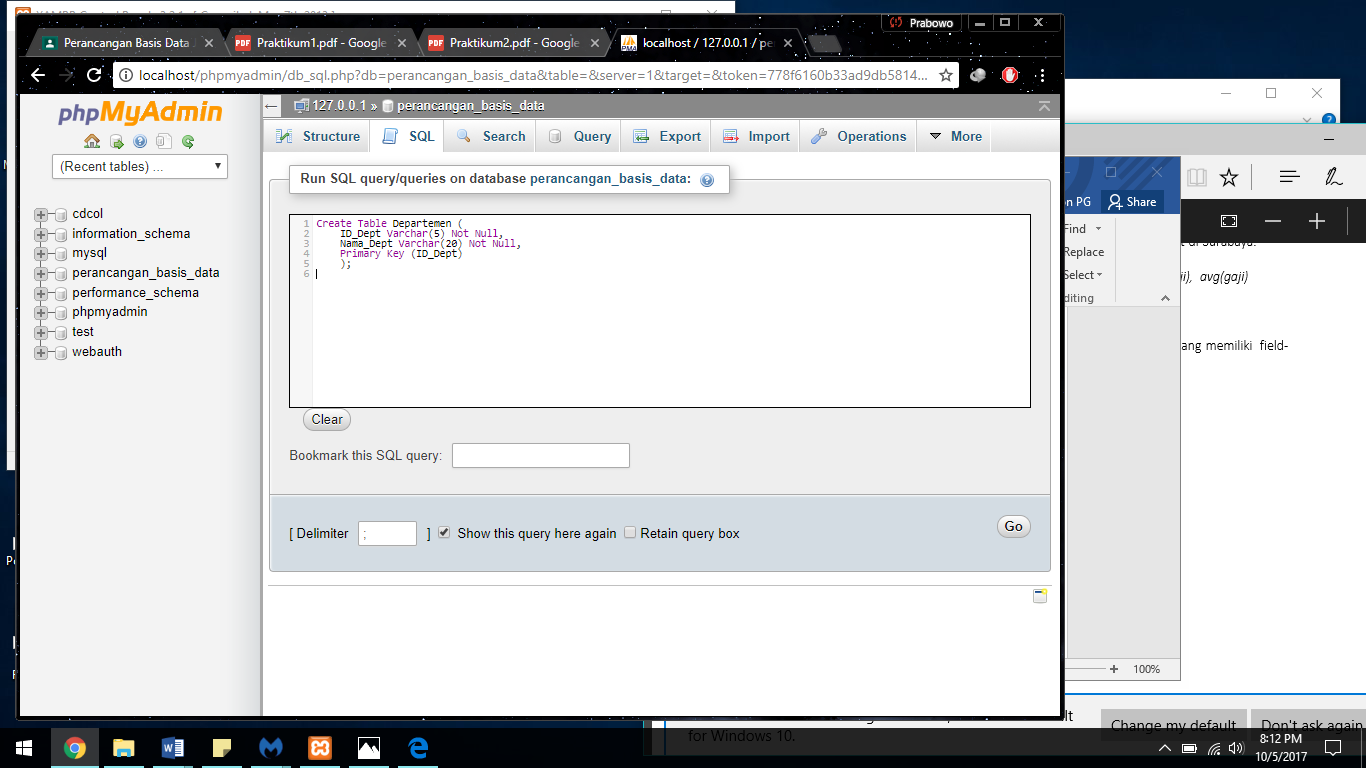 Prabowo
Perancangan Basis Data
Praktikum1.pdf - Google
Praktikum2.pdf - Google
localhost / 127.0.0.1 / pe
localhost/phpmyadmin/db_sql.php?db=perancangan_basis_data&table=&server=1&target=&token=778f6160b33ad9db5814...
phpMyAdmin
(Recent tables) ...
cdcol
information_schema
mysql
perancangan_basis_data
performance_schema
phpmyadmin
test
webauth
127.0.0.1 » perancangan_basis_data
Structure
SQL
Search
Query
Export
Import
Operations
More
Run SQL query/queries on database perancangan_basis_data:
1 Create Table Departemen (
2 ID_Dept Varchar(5) Not Null,
3 Nama_Dept Varchar(20) Not Null,
4 Primary Key (ID_Dept)
5 );
6
Clear
Bookmark this SQL query:
[ Delimiter ; ] Show this query here again Retain query box
Go
on PG
Share
Find
Replace
Select
diting
avg(gaji)
ang memiliki field-
100%
Change my default
Don't ask again
for Windows 10.
8:12 PM
10/5/2017